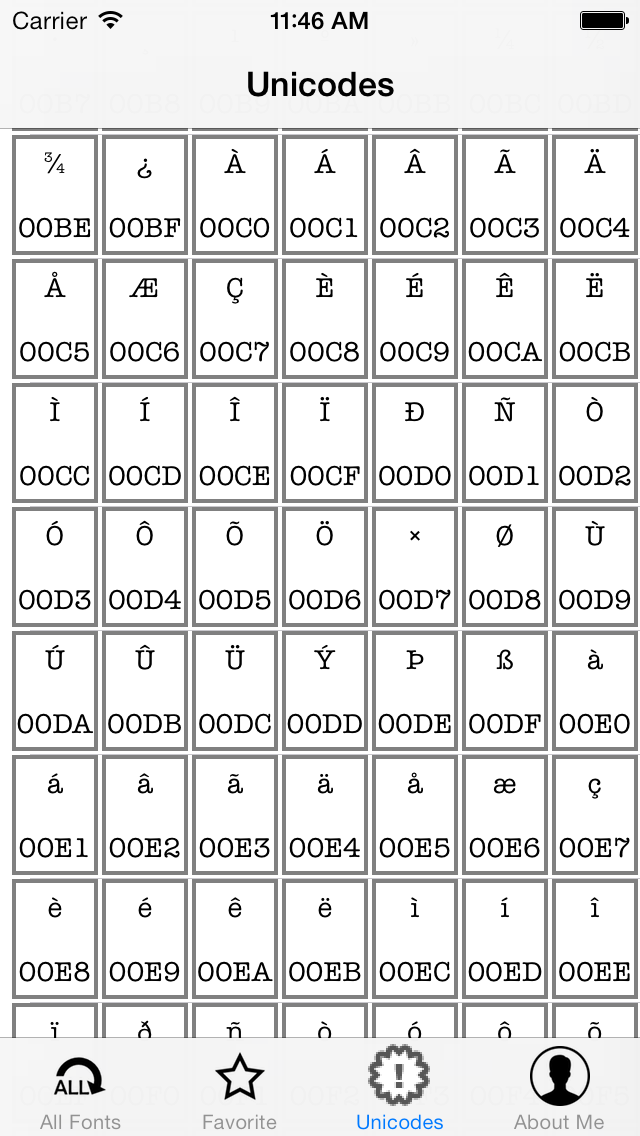 Carrier 11:46 AM
Unicodes
00B7 00B8 00B9 00BA 00BB 00BC 00BD
¾ ¿ À Á Â Ã Ä
00BE 00BF 00C0 00C1 00C2 00C3 00C4
Å Æ Ç È É Ê Ë
00C5 00C6 00C7 00C8 00C9 00CA 00CB
Ì Í Î Ï Ð Ñ Ò
00CC 00CD 00CE 00CF 00D0 00D1 00D2
Ó Ô Õ Ö × Ø Ù
00D3 00D4 00D5 00D6 00D7 00D8 00D9
Ú Û Ü Ý Þ ß à
00DA 00DB 00DC 00DD 00DE 00DF 00E0
á â ã ä å æ ç
00E1 00E2 00E3 00E4 00E5 00E6 00E7
è é ê ë ì í î
00E8 00E9 00EA 00EB 00EC 00ED 00EE
ï ð ñ ò ó ô õ
ALL !
All Fonts Favorite Unicodes About Me